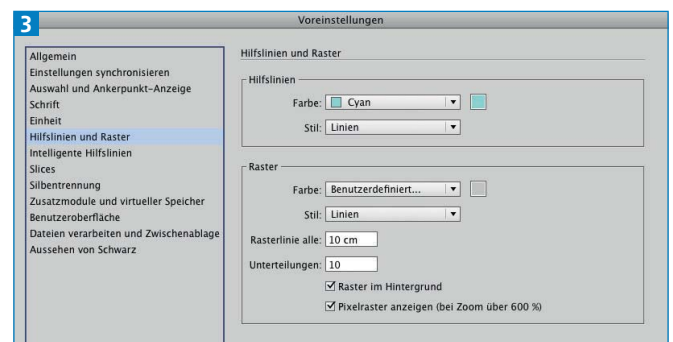 3
Voreinstellungen
Allgemein
Einstellungen synchronisieren
Auswahl und Ankerpunkt-Anzeige
Schrift
Einheit
Hilfslinien und Raster
Intelligente Hilfslinien
Slices
Silbentrennung
Zusatzmodule und virtueller Speicher
Benutzeroberfläche
Dateien verarbeiten und Zwischenablage
Aussehen von Schwarz
Hilfslinien und Raster
Hilfslinien
Farbe: Cyan
Stil: Linien
Raster
Farbe: Benutzerdefiniert...
Stil: Linien
Rasterlinie alle: 10 cm
Unterteilungen: 10
Raster im Hintergrund
Pixelraster anzeigen (bei Zoom über 600 %)